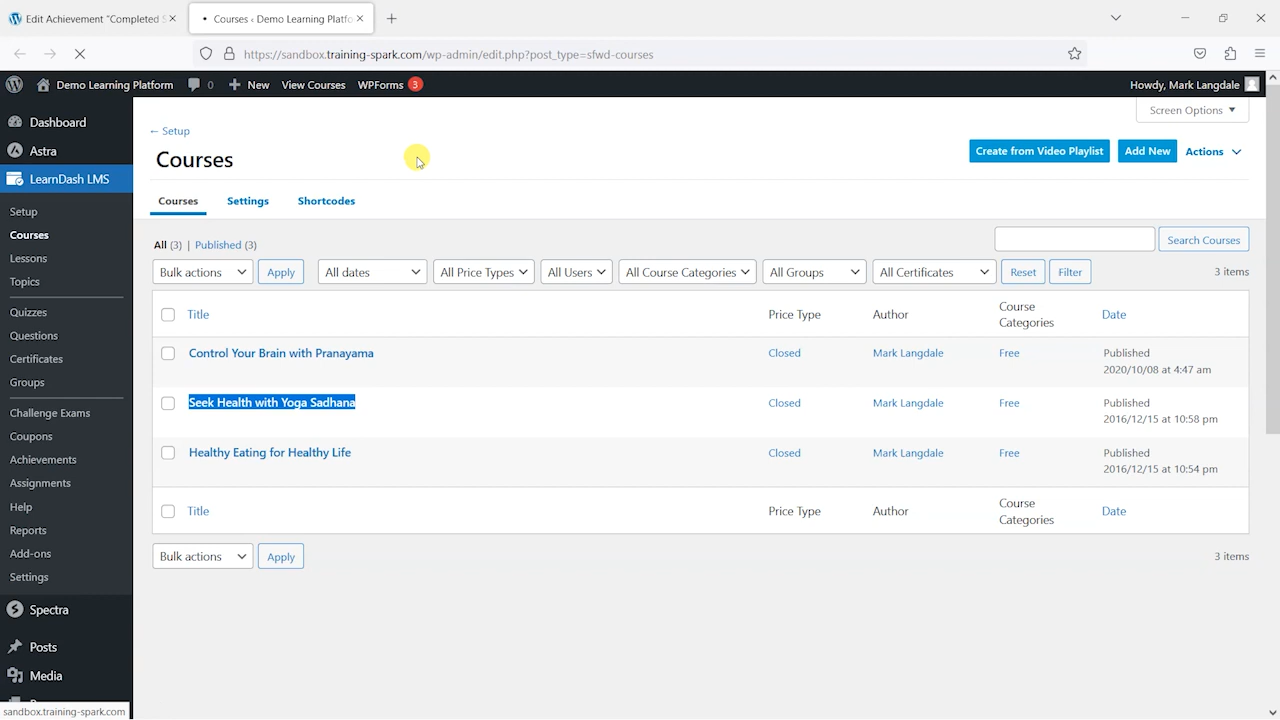 Edit Achievement "Completed S
Courses ‹ Demo Learning Platfo
https://sandbox.training-spark.com/wp-admin/edit.php?post_type=sfwd-courses
Demo Learning Platform
0
New
View Courses
WPForms 3
Howdy, Mark Langdale
Dashboard
Astra
LearnDash LMS
Setup
Courses
Lessons
Topics
Quizzes
Questions
Certificates
Groups
Challenge Exams
Coupons
Achievements
Assignments
Help
Reports
Add-ons
Settings
Spectra
Posts
Media
sandbox.training-spark.com
Screen Options ▼
← Setup
Courses
Create from Video Playlist
Add New
Actions
Courses
Settings
Shortcodes
All (3) | Published (3)
Search Courses
Bulk actions
Apply
All dates
All Price Types
All Users
All Course Categories
All Groups
All Certificates
Reset
Filter
3 items
Title
Price Type
Author
Course
Categories
Date
Control Your Brain with Pranayama
Closed
Mark Langdale
Free
Published
2020/10/08 at 4:47 am
Seek Health with Yoga Sadhana
Closed
Mark Langdale
Free
Published
2016/12/15 at 10:58 pm
Healthy Eating for Healthy Life
Closed
Mark Langdale
Free
Published
2016/12/15 at 10:54 pm
Title
Price Type
Author
Course
Categories
Date
Bulk actions
Apply
3 items